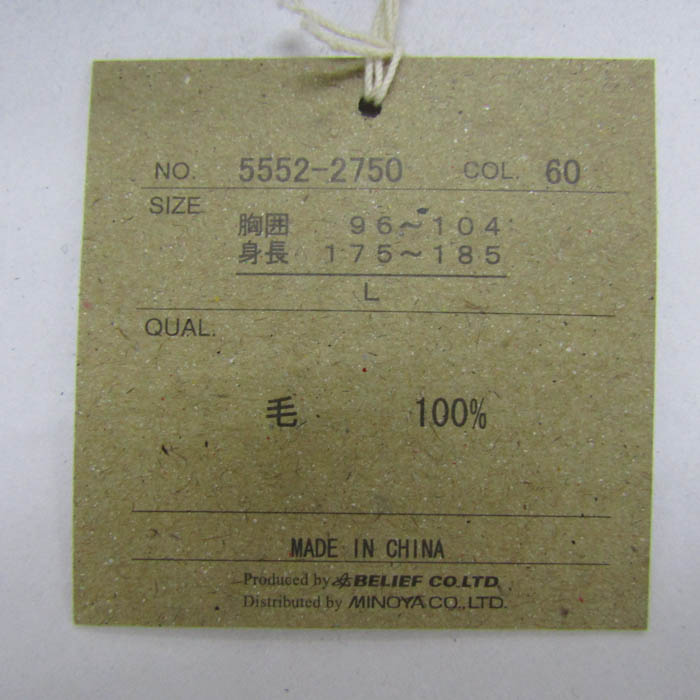 NO. 5552-2750 COL. 60
SIZE
胸囲 96～104
身長 175～185
L
QUAL.
毛 100%
MADE IN CHINA
Produced by BELIEF CO.LTD
Distributed by MINOYA CO.,LTD.